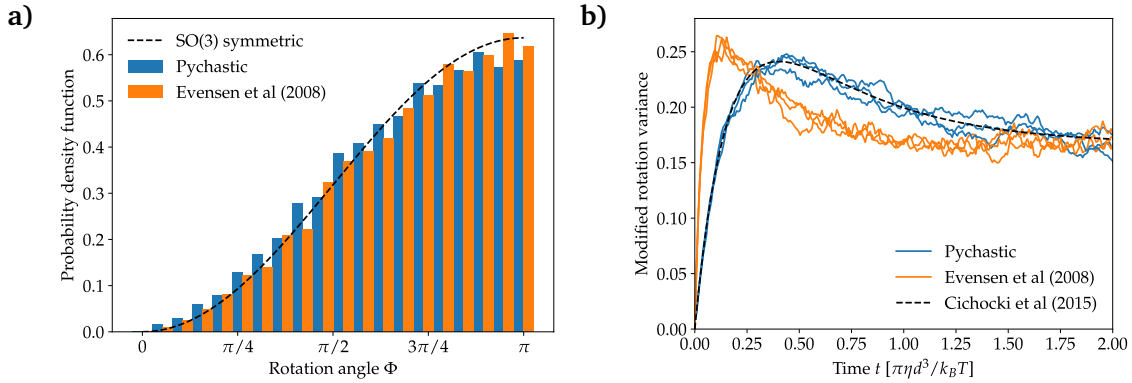 a)
Probability density function
0.6
0.5
0.4
0.3
0.2
0.1
0.0
SO(3) symmetric
Pychastic
Evensen et al (2008)
0 π/4 π/2 3π/4 π
Rotation angle Φ
b)
Modified rotation variance
0.25
0.20
0.15
0.10
0.05
0.00
Pychastic
Evensen et al (2008)
Cichocki et al (2015)
0.00 0.25 0.50 0.75 1.00 1.25 1.50 1.75 2.00
Time t [πηd³/k_BT]